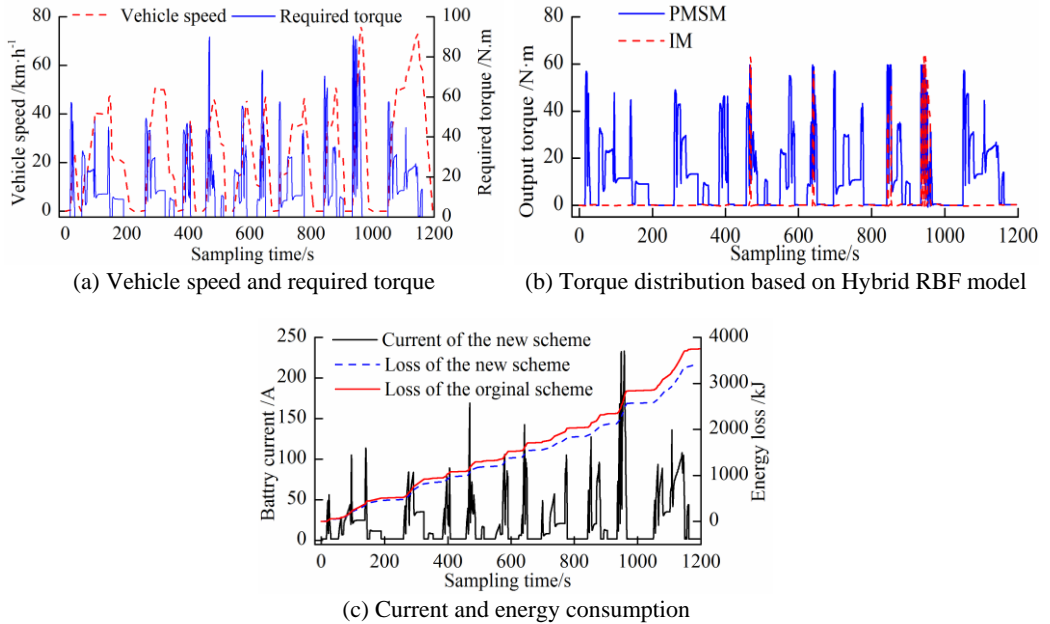 Vehicle speed
Required torque
Vehicle speed /km·h⁻¹
80
60
40
20
0
Required torque /N.m
100
80
60
40
20
0
0 200 400 600 800 1000 1200
Sampling time/s
(a) Vehicle speed and required torque
PMSM
IM
Output torque /N·m
80
60
40
20
0
0 200 400 600 800 1000 1200
Sampling time/s
(b) Torque distribution based on Hybrid RBF model
Current of the new scheme
Loss of the new scheme
Loss of the orginal scheme
Battry current /A
250
200
150
100
50
0
Energy loss /kJ
4000
3000
2000
1000
0
0 200 400 600 800 1000 1200
Sampling time/s
(c) Current and energy consumption